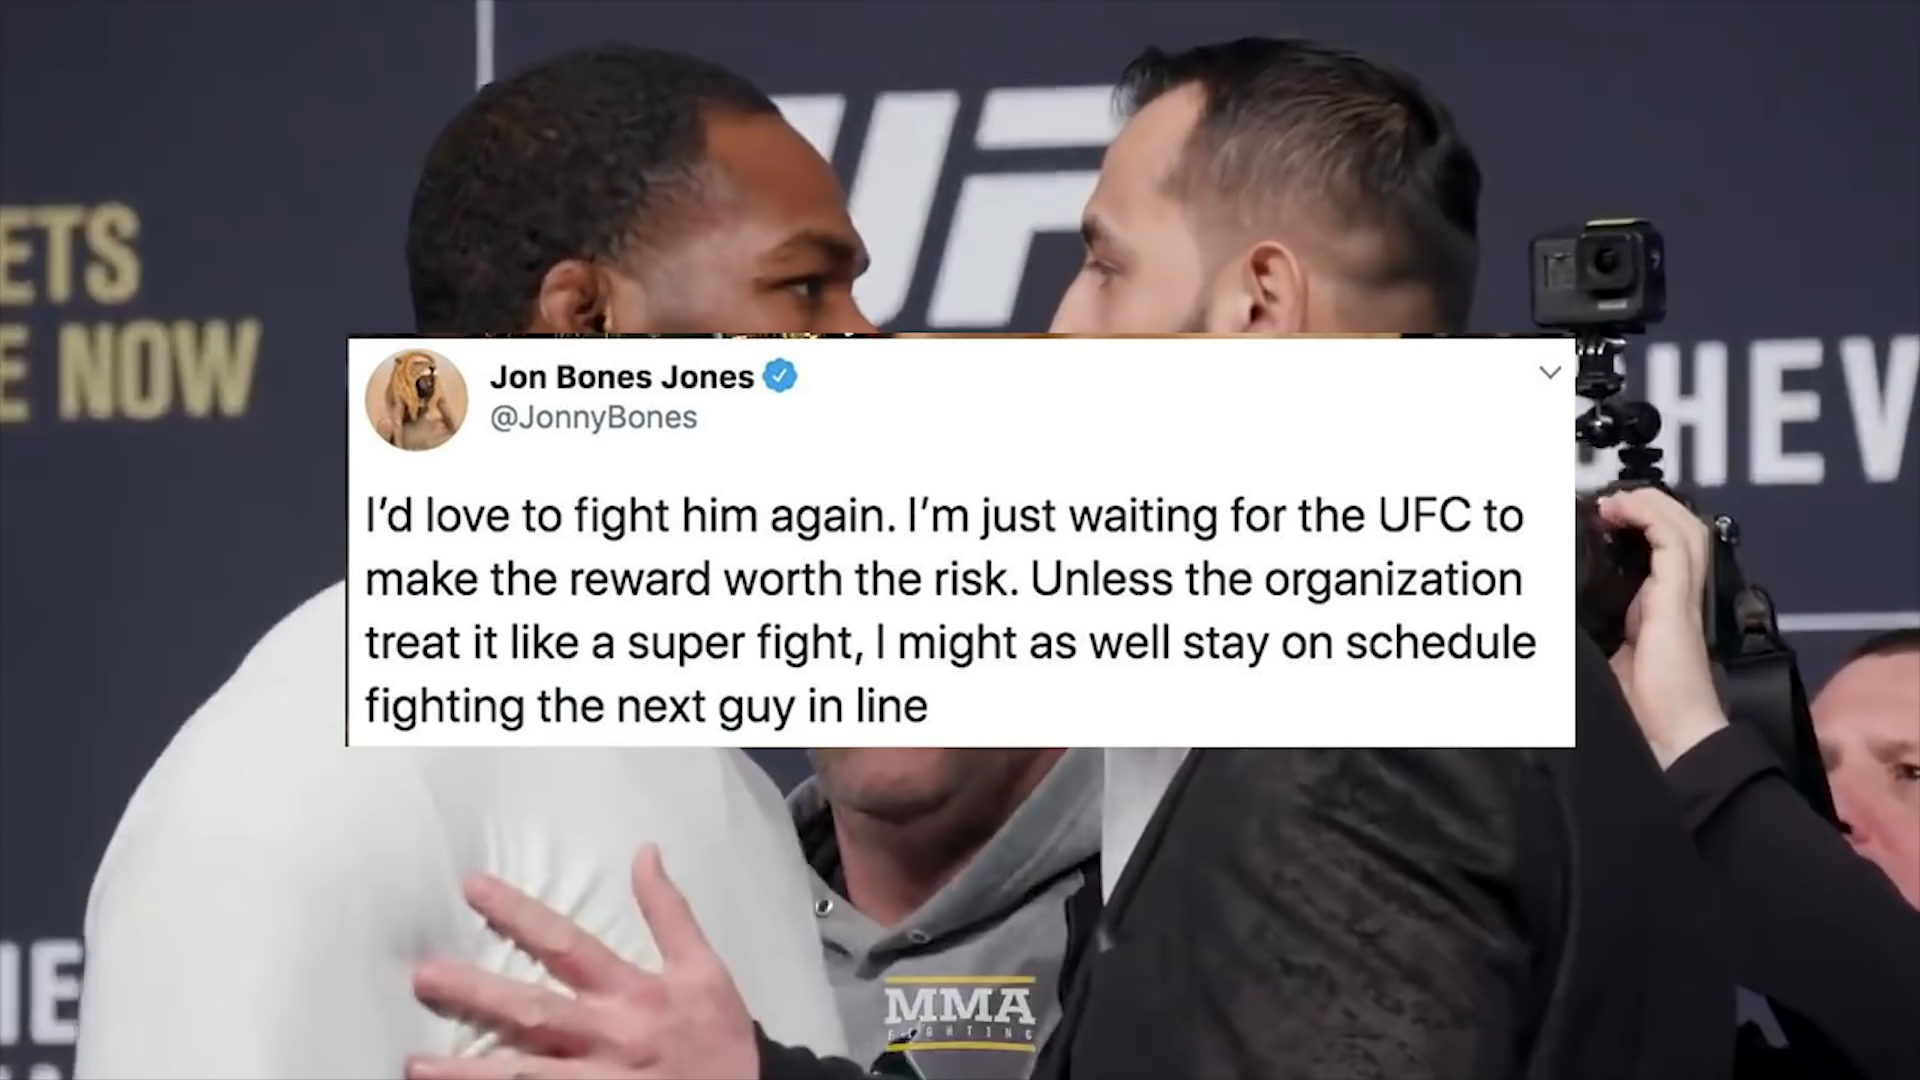 UF
ETS
E NOW
HEV
Jon Bones Jones
@JonnyBones
I’d love to fight him again. I’m just waiting for the UFC to
make the reward worth the risk. Unless the organization
treat it like a super fight, I might as well stay on schedule
fighting the next guy in line
HE
MMA
FIGHTING